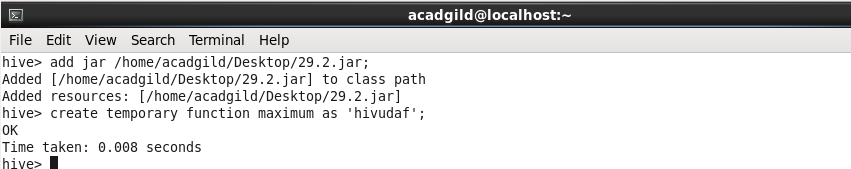 acadgild@localhost:~
File Edit View Search Terminal Help
hive> add jar /home/acadgild/Desktop/29.2.jar;
Added [/home/acadgild/Desktop/29.2.jar] to class path
Added resources: [/home/acadgild/Desktop/29.2.jar]
hive> create temporary function maximum as 'hivudaf';
OK
Time taken: 0.008 seconds
hive>